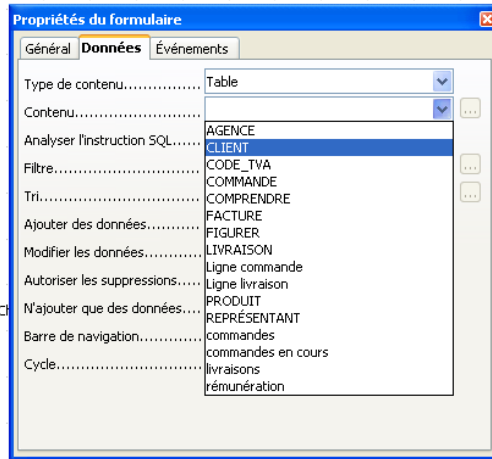 Propriétés du formulaire
Général Données Événements
Type de contenu............... Table
Contenu.......................
Analyser l'instruction SQL.....
Filtre.........................
Tri............................
Ajouter des données...........
Modifier les données..........
Autoriser les suppressions.....
N'ajouter que des données....
Barre de navigation............
Cycle..........................
AGENCE
CLIENT
CODE_TVA
COMMANDE
COMPRENDRE
FACTURE
FIGURER
LIVRAISON
Ligne commande
Ligne livraison
PRODUIT
REPRÉSENTANT
commandes
commandes en cours
livraisons
rémunération